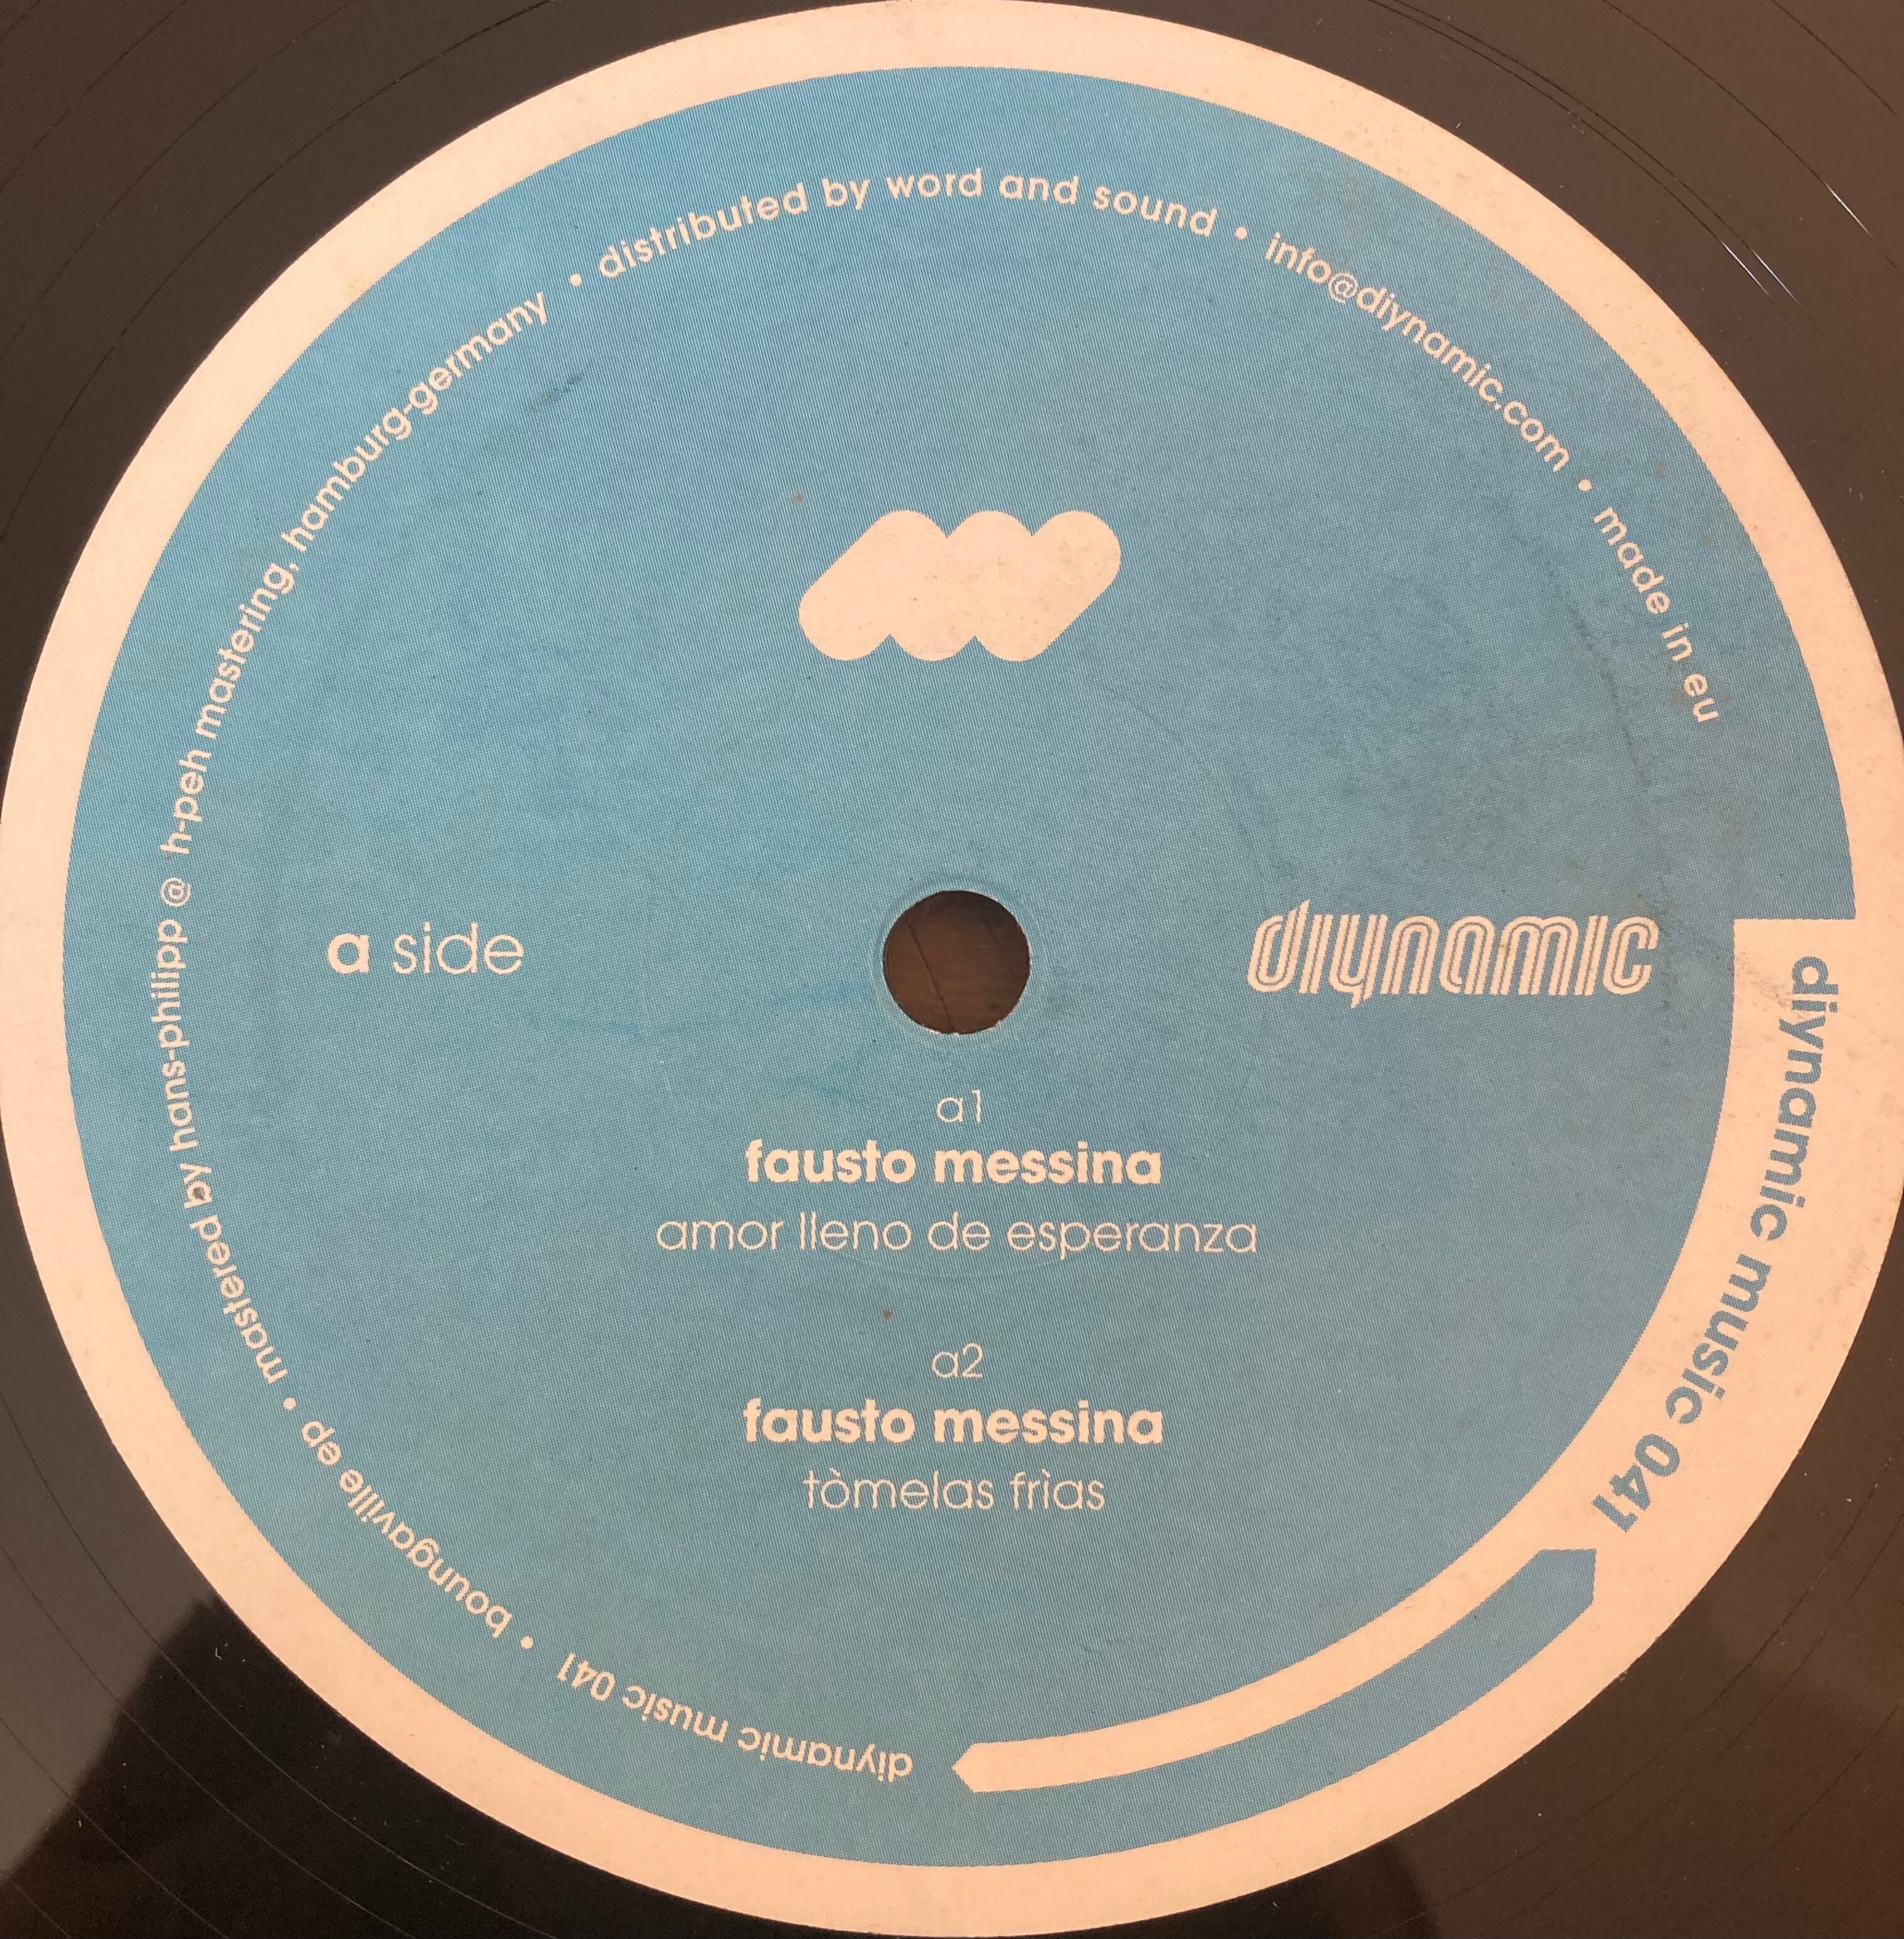 diynamic music 041 • boungaville ep • mastered by hans-philipp @ h-peh mastering, hamburg-germany • distributed by word and sound • info@diynamic.com • made in eu
a side
diynamic
diynamic music 041
a1
fausto messina
amor lleno de esperanza
a2
fausto messina
tòmelas frìas